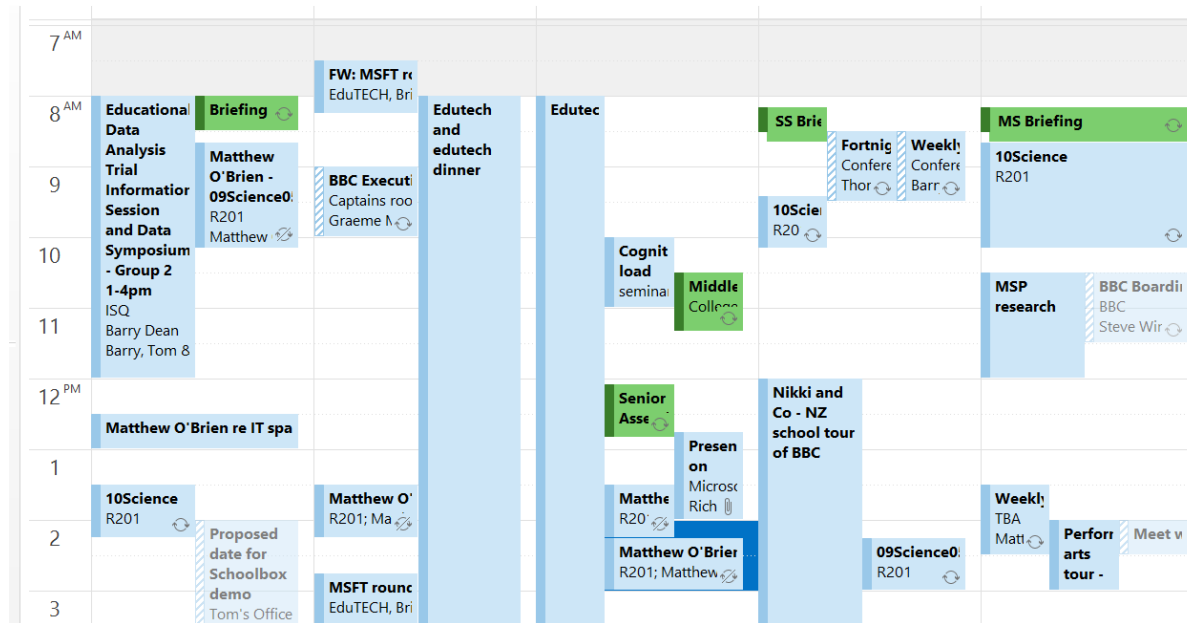 7 AM
8 AM
9
10
11
12 PM
1
2
3
Educational
Data
Analysis
Trial
Information
Session
and Data
Symposium
- Group 2
1-4pm
ISQ
Barry Dean
Barry, Tom 8
Briefing
Matthew
O'Brien -
09Science0
R201
Matthew
Matthew O'Brien re IT spa
10Science
R201
Proposed
date for
Schoolbox
demo
Tom's Office
FW: MSFT ro
EduTECH, Bri
BBC Executi
Captains roo
Graeme M
Matthew O'
R201; Ma
MSFT round
EduTECH, Bri
Edutech
and
edutech
dinner
Edutec
Cognit
load
semina
Middle
College
Senior
Asse
Presen
on
Microso
Rich
Matthe
R20
Matthew O'Brien
R201; Matthew
SS Brie
Fortnig
Confere
Thor
Weekly
Confere
Barr
10Scie
R20
Nikki and
Co - NZ
school tour
of BBC
09Science0
R201
MS Briefing
10Science
R201
MSP
research
BBC Boardi
BBC
Steve Wir
Weekly
TBA
Matt
Perforr
arts
tour -
Meet w